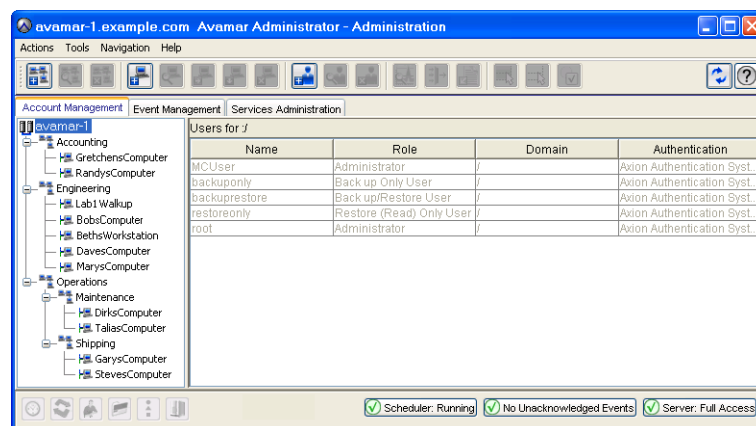 avamar-1.example.com Avamar Administrator - Administration
Actions Tools Navigation Help
Account Management Event Management Services Administration
avamar-1
Accounting
GretchensComputer
RandysComputer
Engineering
Lab1Walkup
BobsComputer
BethsWorkstation
DavesComputer
MarysComputer
Operations
Maintenance
DirksComputer
TaliasComputer
Shipping
GarysComputer
StevesComputer
Users for :/
Name Role Domain Authentication
MCUser Administrator / Axion Authentication Syst...
backuponly Back up Only User / Axion Authentication Syst...
backuprestore Back up/Restore User / Axion Authentication Syst...
restoreonly Restore (Read) Only User / Axion Authentication Syst...
root Administrator / Axion Authentication Syst...
Scheduler: Running No Unacknowledged Events Server: Full Access